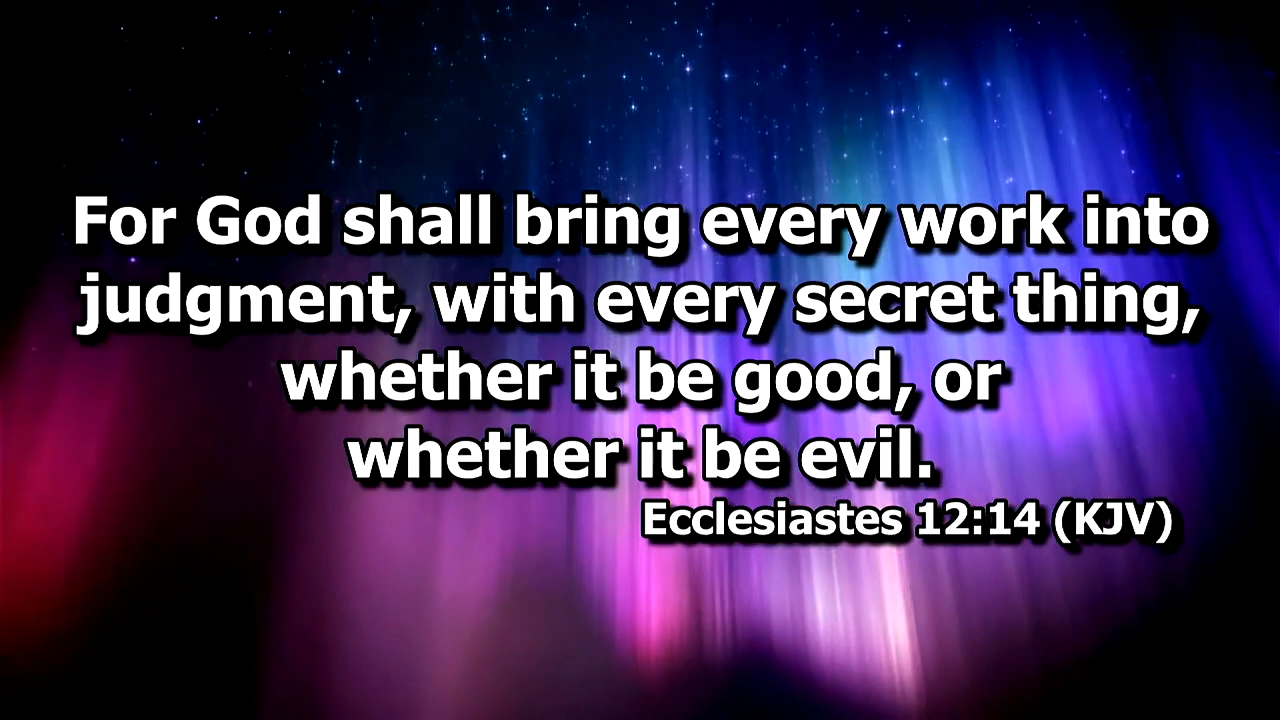 For God shall bring every work into
judgment, with every secret thing,
whether it be good, or
whether it be evil.
Ecclesiastes 12:14 (KJV)